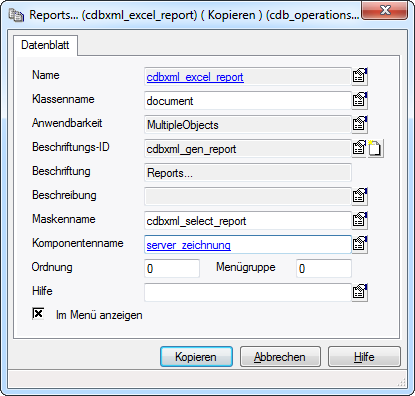 Reports... (cdbxml_excel_report) ( Kopieren ) (cdb_operations...
Datenblatt
Name cdbxml_excel_report
Klassenname document
Anwendbarkeit MultipleObjects
Beschriftungs-ID cdbxml_gen_report
Beschriftung Reports...
Beschreibung
Maskenname cdbxml_select_report
Komponentenname server_zeichnung
Ordnung 0 Menügruppe 0
Hilfe
Im Menü anzeigen
Kopieren Abbrechen Hilfe